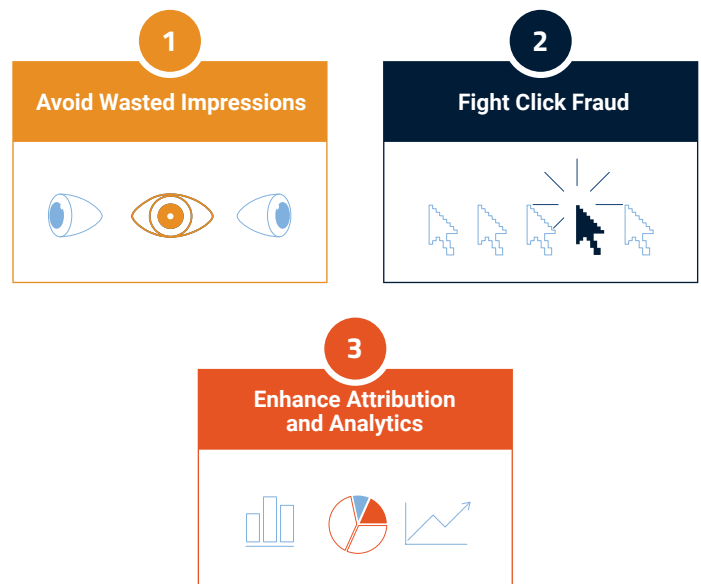 1
Avoid Wasted Impressions
2
Fight Click Fraud
3
Enhance Attribution
and Analytics